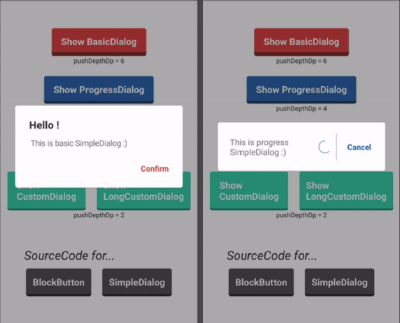 Show BasicDialog
pushDepthDp = 6
Show ProgressDialog
Hello !
This is basic SimpleDialog :)
Confirm
Show
CustomDialog
Show
LongCustomDialog
pushDepthDp = 2
SourceCode for...
BlockButton
SimpleDialog
Show BasicDialog
pushDepthDp = 6
Show ProgressDialog
pushDepthDp = 4
This is progress
SimpleDialog :)
Cancel
Show
CustomDialog
Show
LongCustomDialog
pushDepthDp = 2
SourceCode for...
BlockButton
SimpleDialog